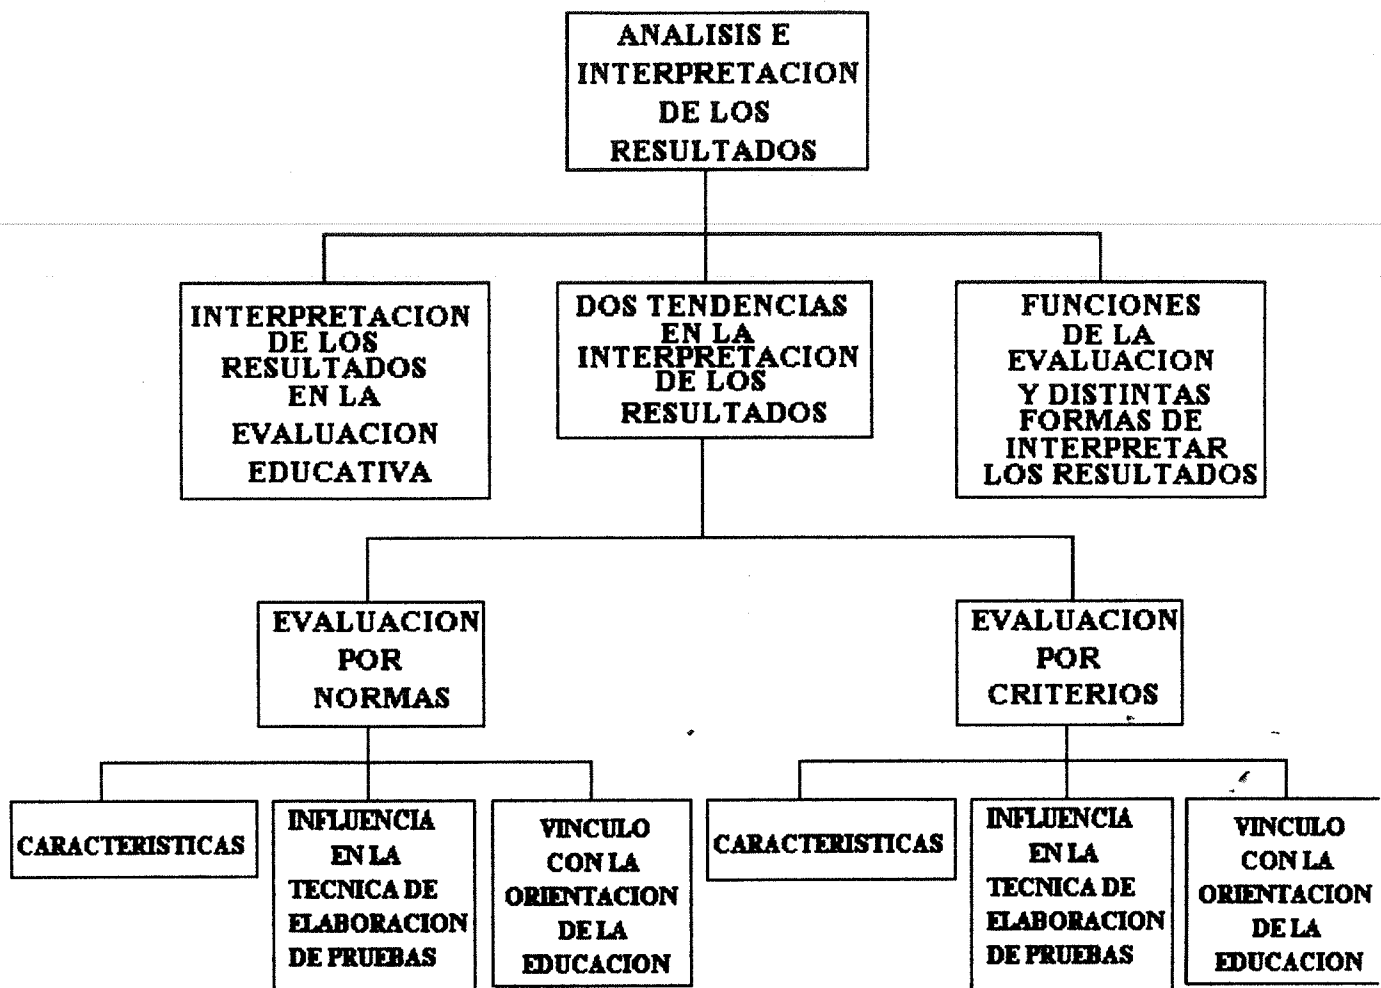 ANALISIS E
INTERPRETACION
DE LOS
RESULTADOS
INTERPRETACION
DE LOS
RESULTADOS
EN LA
EVALUACION
EDUCATIVA
DOS TENDENCIAS
EN LA
INTERPRETACION
DE LOS
RESULTADOS
FUNCIONES
DE LA
EVALUACION
Y DISTINTAS
FORMAS DE
INTERPRETAR
LOS RESULTADOS
EVALUACION
POR
NORMAS
EVALUACION
POR
CRITERIOS
CARACTERISTICAS
INFLUENCIA
EN LA
TECNICA DE
ELABORACION
DE PRUEBAS
VINCULO
CON LA
ORIENTACION
DE LA
EDUCACION
CARACTERISTICAS
INFLUENCIA
EN LA
TECNICA DE
ELABORACION
DE PRUEBAS
VINCULO
CON LA
ORIENTACION
DE LA
EDUCACION